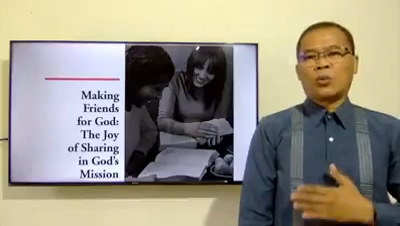 Making
Friends
for God:
The Joy
of Sharing
in God's
Mission